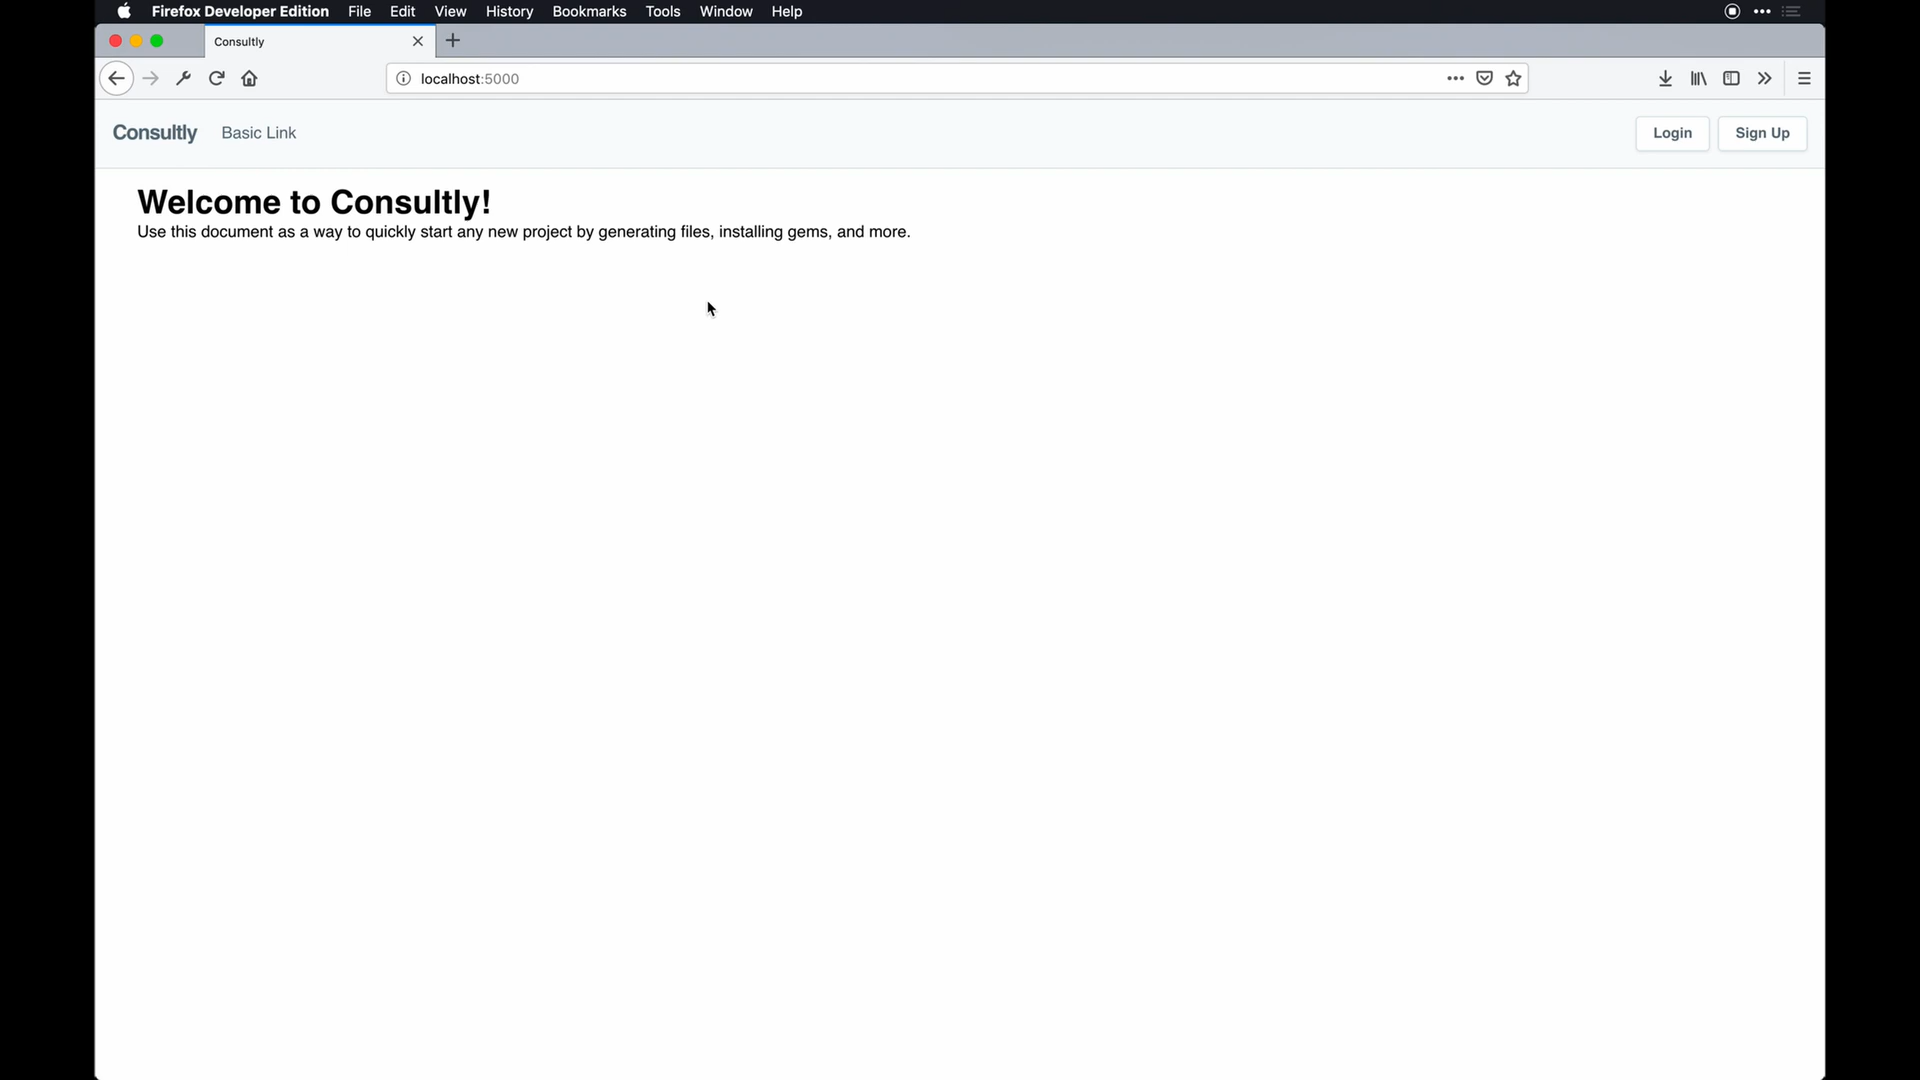 Firefox Developer Edition File Edit View History Bookmarks Tools Window Help
Consultly
localhost:5000
Consultly Basic Link Login Sign Up
Welcome to Consultly!
Use this document as a way to quickly start any new project by generating files, installing gems, and more.